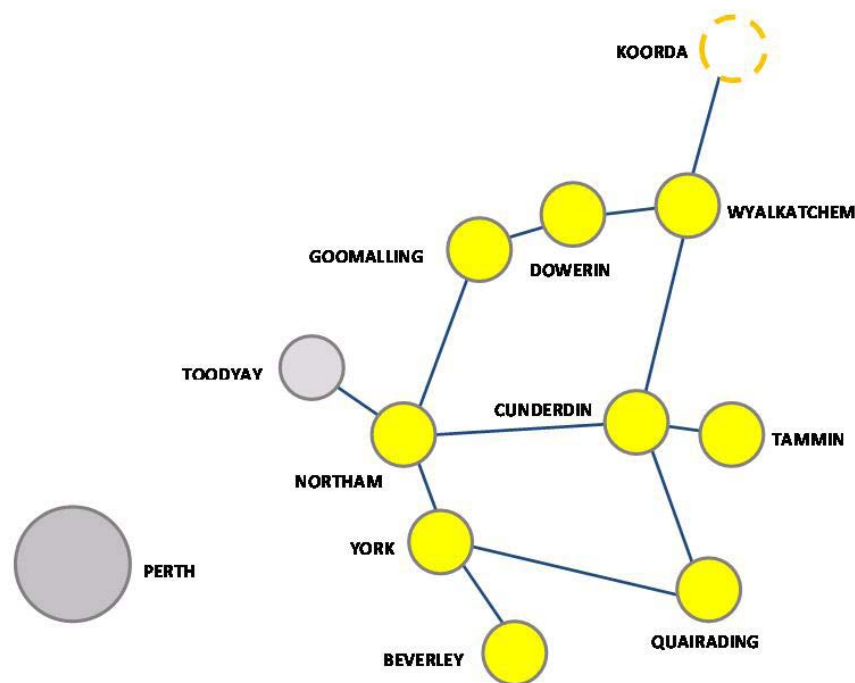 KOORDA
WYALKATCHEM
GOOMALLING
DOWERIN
TOODYAY
CUNDERDIN
TAMMIN
NORTHAM
YORK
PERTH
QUAIRADING
BEVERLEY